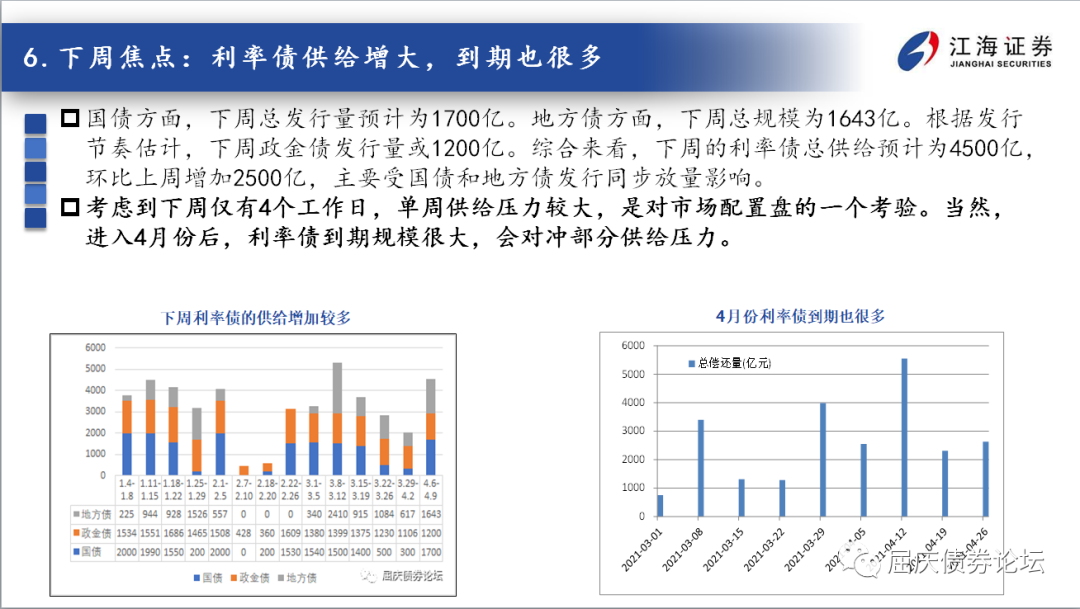 6. 下周焦点：利率债供给增大，到期也很多
江海证券
JIANGHAI SECURITIES
国债方面，下周总发行量预计为1700亿。地方债方面，下周总规模为1643亿。根据发行
节奏估计，下周政金债发行量或1200亿。综合来看，下周的利率债总供给预计为4500亿，
环比上周增加2500亿，主要受国债和地方债发行同步放量影响。
考虑到下周仅有4个工作日，单周供给压力较大，是对市场配置盘的一个考验。当然，
进入4月份后，利率债到期规模很大，会对冲部分供给压力。
下周利率债的供给增加较多
6000
5000
4000
3000
2000
1000
0
1.4-1.8 1.11-1.15 1.18-1.22 1.25-1.29 2.1-2.5 2.7-2.10 2.18-2.20 2.22-2.26 3.1-3.5 3.8-3.12 3.15-3.19 3.22-3.26 3.29-4.2 4.6-4.9
地方债 225 944 928 1526 557 0 0 0 340 2410 915 1084 617 1643
政金债 1534 1551 1686 1465 1508 428 360 1609 1380 1399 1375 1230 1106 1200
国债 2000 1990 1550 200 2000 0 200 1530 1540 1500 1400 500 300 1700
国债 政金债 地方债
屈庆债券论坛
4月份利率债到期也很多
总偿还量(亿元)
6000
5000
4000
3000
2000
1000
0
2021-03-01 2021-03-08 2021-03-15 2021-03-22 2021-03-29
屈庆债券论坛